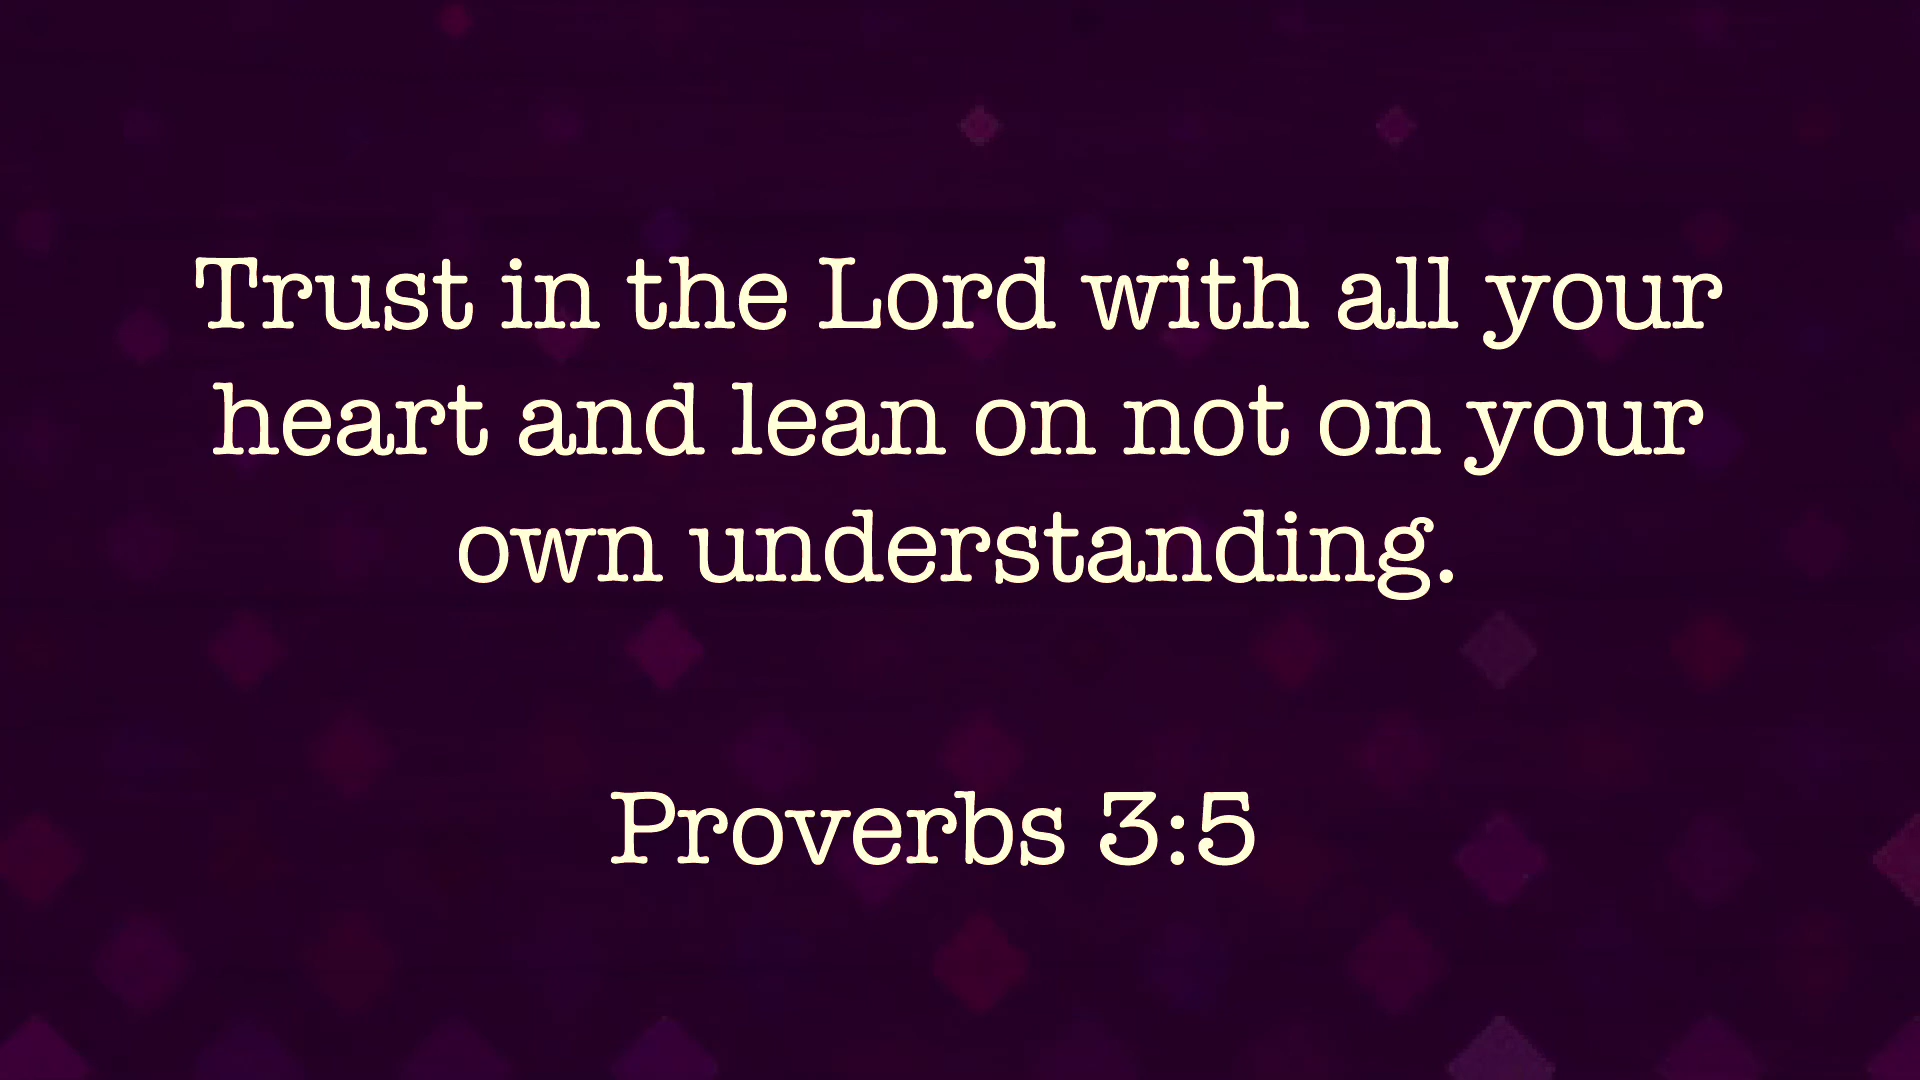 Trust in the Lord with all your
heart and lean on not on your
own understanding.
Proverbs 3:5